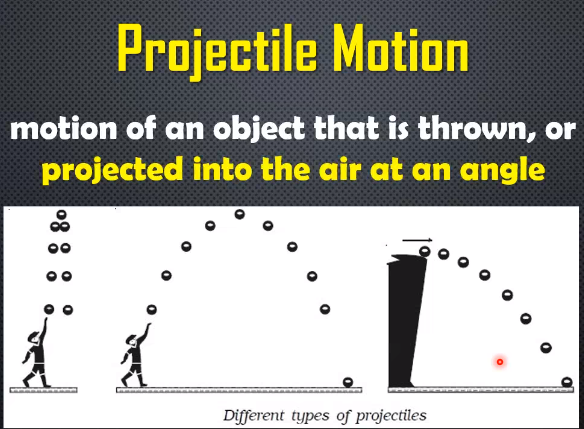 Projectile Motion
motion of an object that is thrown, or
projected into the air at an angle
Different types of projectiles